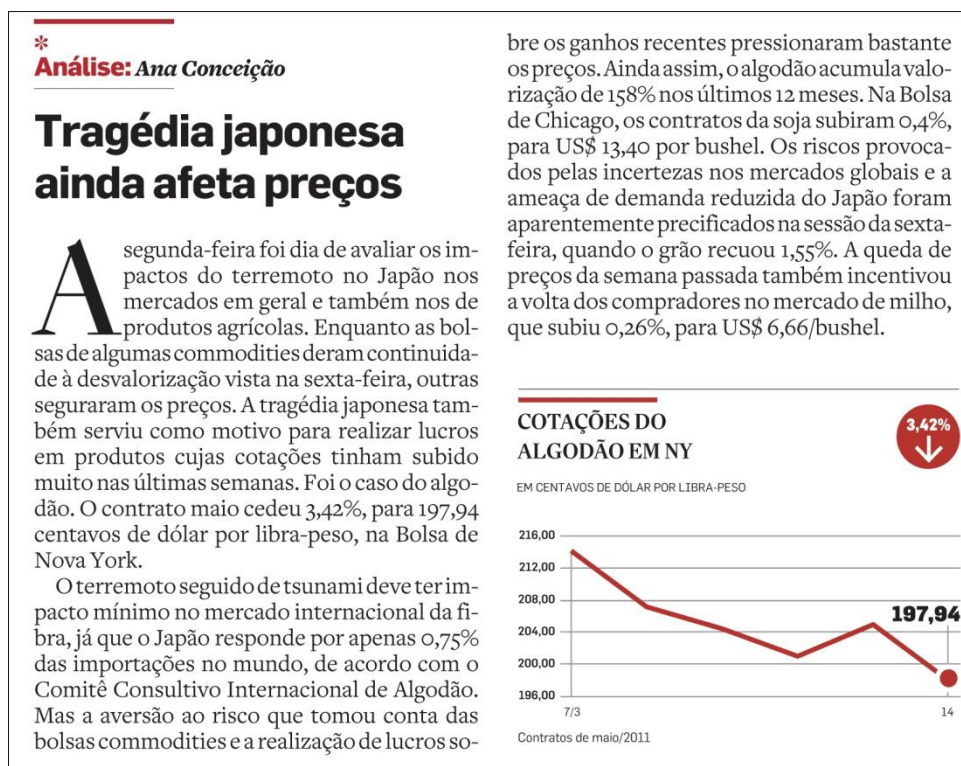 *
Análise: Ana Conceição
Tragédia japonesa
ainda afeta preços
A segunda-feira foi dia de avaliar os im-
pactos do terremoto no Japão nos
mercados em geral e também nos de
produtos agrícolas. Enquanto as bol-
sas de algumas commodities deram continuida-
de à desvalorização vista na sexta-feira, outras
seguraram os preços. A tragédia japonesa tam-
bém serviu como motivo para realizar lucros
em produtos cujas cotações tinham subido
muito nas últimas semanas. Foi o caso do algo-
dão. O contrato maio cedeu 3,42%, para 197,94
centavos de dólar por libra-peso, na Bolsa de
Nova York.
O terremoto seguido de tsunami deve ter im-
pacto mínimo no mercado internacional da fi-
bra, já que o Japão responde por apenas 0,75%
das importações no mundo, de acordo com o
Comitê Consultivo Internacional de Algodão.
Mas a aversão ao risco que tomou conta das
bolsas commodities e a realização de lucros so-
bre os ganhos recentes pressionaram bastante
os preços. Ainda assim, o algodão acumula valo-
rização de 158% nos últimos 12 meses. Na Bolsa
de Chicago, os contratos da soja subiram 0,4%,
para US$ 13,40 por bushel. Os riscos provoca-
dos pelas incertezas nos mercados globais e a
ameaça de demanda reduzida do Japão foram
aparentemente precificados na sessão da sexta-
feira, quando o grão recuou 1,55%. A queda de
preços da semana passada também incentivou
a volta dos compradores no mercado de milho,
que subiu 0,26%, para US$ 6,66/bushel.
COTAÇÕES DO
ALGODÃO EM NY
3,42%
EM CENTAVOS DE DÓLAR POR LIBRA-PESO
216,00
212,00
208,00
204,00
200,00
196,00
197,94
7/3
14
Contratos de maio/2011